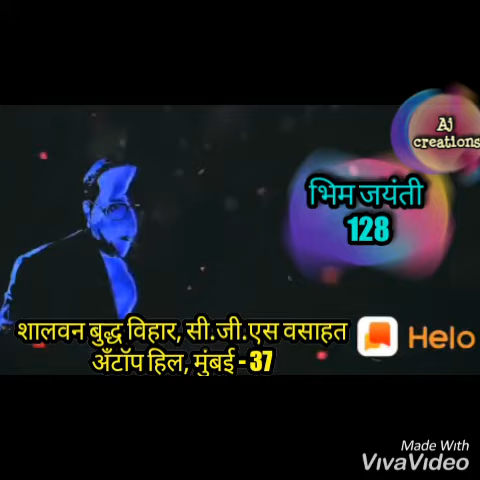 Aj
creations
भिम जयंती
128
शालवन बुद्ध विहार, सी.जी.एस वसाहत
अँटॉप हिल, मुंबई - 37
Helo
Made With
VivaVideo